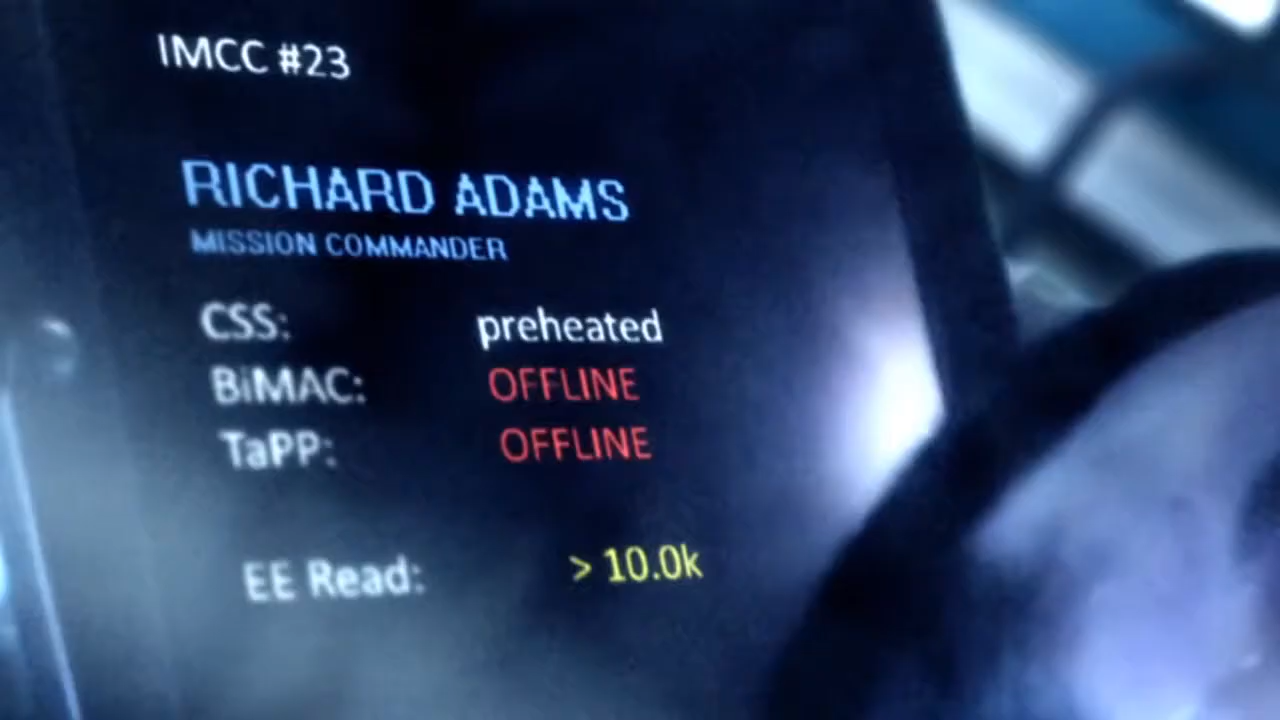 IMCC #23
RICHARD ADAMS
MISSION COMMANDER
CSS: preheated
BiMAC: OFFLINE
TaPP: OFFLINE
EE Read: > 10.0k